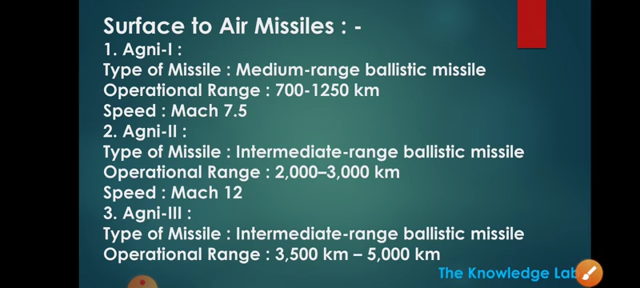 Surface to Air Missiles : -
1. Agni-I :
Type of Missile : Medium-range ballistic missile
Operational Range : 700-1250 km
Speed : Mach 7.5
2. Agni-II :
Type of Missile : Intermediate-range ballistic missile
Operational Range : 2,000–3,000 km
Speed : Mach 12
3. Agni-III :
Type of Missile : Intermediate-range ballistic missile
Operational Range : 3,500 km – 5,000 km
The Knowledge Lab